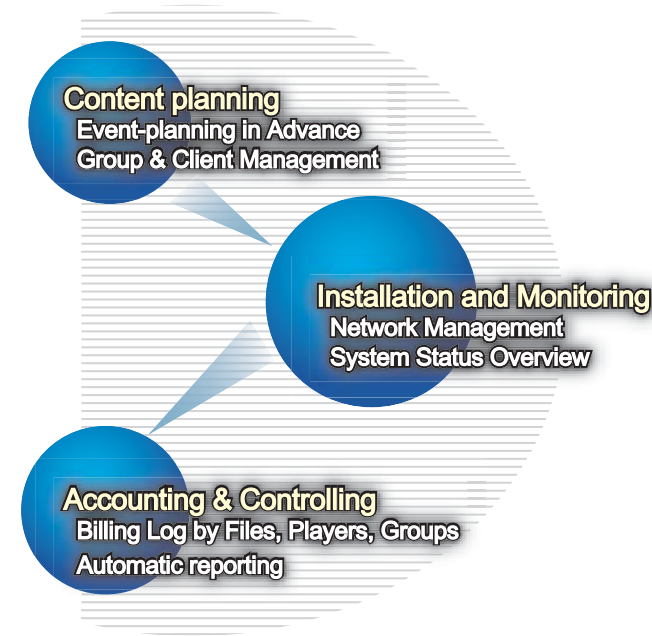 Content planning
Event-planning in Advance
Group & Client Management
Installation and Monitoring
Network Management
System Status Overview
Accounting & Controlling
Billing Log by Files, Players, Groups
Automatic reporting